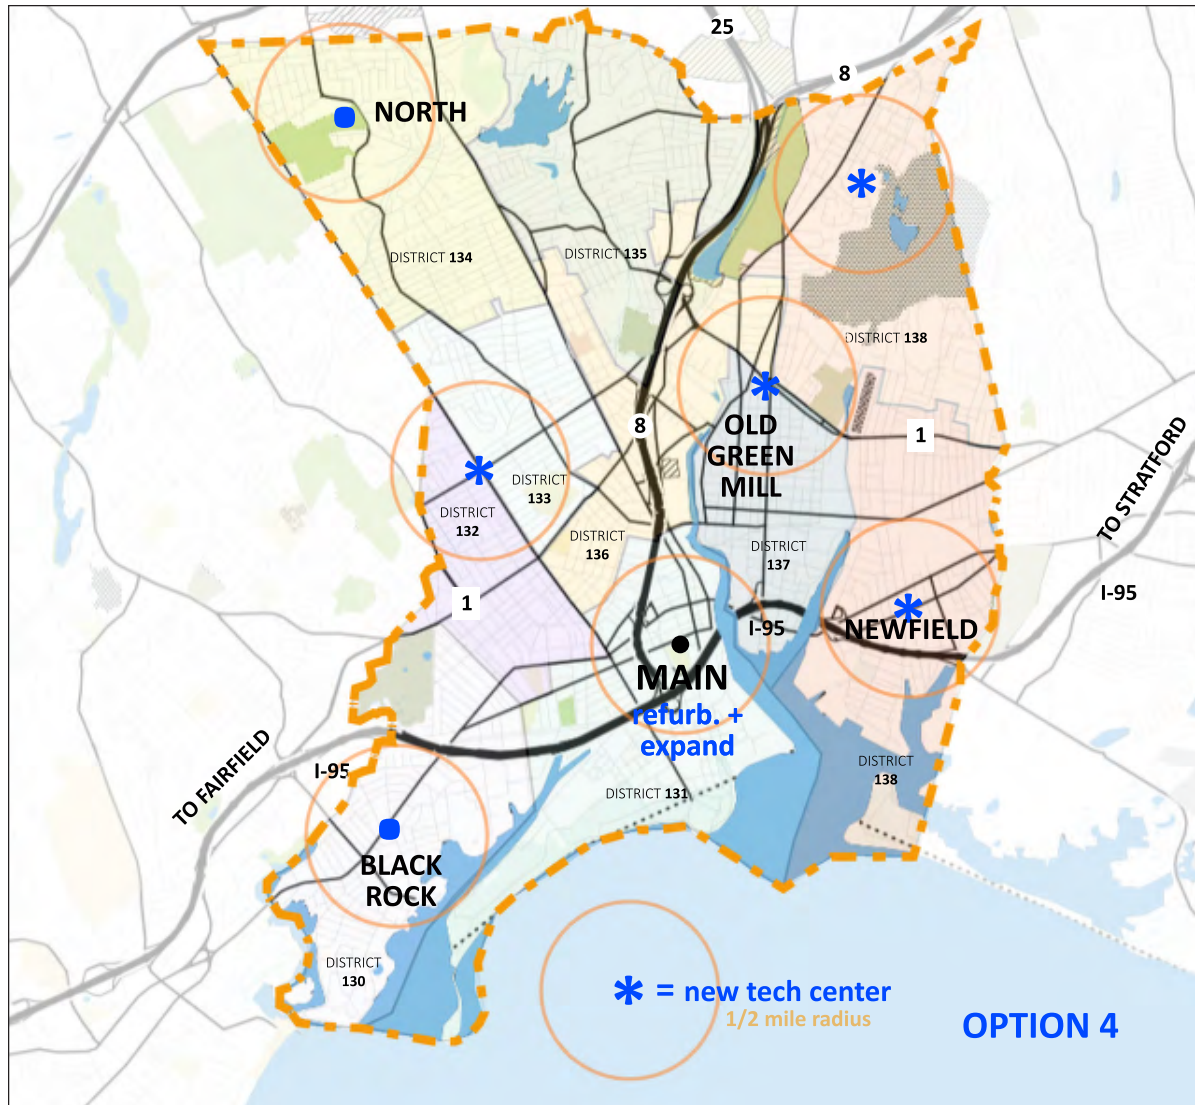 25
8
NORTH
DISTRICT 134
DISTRICT 135
DISTRICT 138
8
OLD
GREEN
MILL
1
TO STRATFORD
DISTRICT
133
DISTRICT
132
DISTRICT
136
DISTRICT
137
I-95
1
I-95
NEWFIELD
MAIN
refurb. +
expand
TO FAIRFIELD
I-95
DISTRICT
138
DISTRICT 131
BLACK
ROCK
DISTRICT
130
* = new tech center
1/2 mile radius
OPTION 4